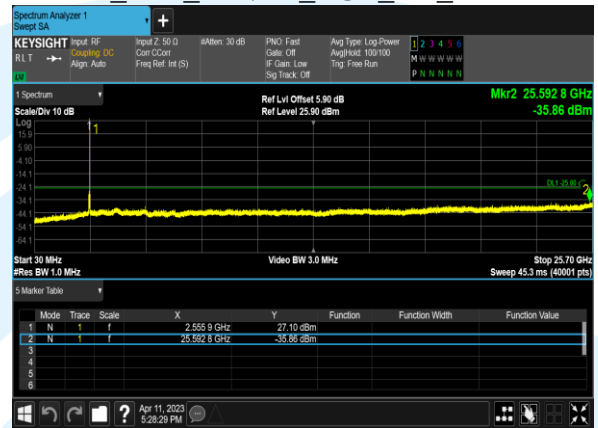 Spectrum Analyzer 1
Swept SA
+
KEYSIGHT Input: RF Input Z: 50 Ω #Atten: 30 dB PNO: Fast Avg Type: Log-Power 1 2 3 4 5 6
RLT Coupling: DC Corr CCorr Gate: Off Avg|Hold: 100/100 M W W W W W
Align: Auto Freq Ref: Int (S) IF Gain: Low Trig: Free Run
Sig Track: Off P N N N N N
1 Spectrum
Ref Lvl Offset 5.90 dB Mkr2 25.592 8 GHz
Scale/Div 10 dB Ref Level 25.90 dBm -35.86 dBm
Log
1
15.9
5.90
-4.10
-14.1
-24.1
DL1 -25.00
2
-34.1
-44.1
-54.1
-64.1
Start 30 MHz Video BW 3.0 MHz Stop 25.70 GHz
#Res BW 1.0 MHz Sweep 45.3 ms (40001 pts)
5 Marker Table
Mode Trace Scale X Y Function Function Width Function Value
1 N 1 f 2.555 9 GHz 27.10 dBm
2 N 1 f 25.592 8 GHz -35.86 dBm
3
4
5
6
? Apr 11, 2023
5:28:29 PM